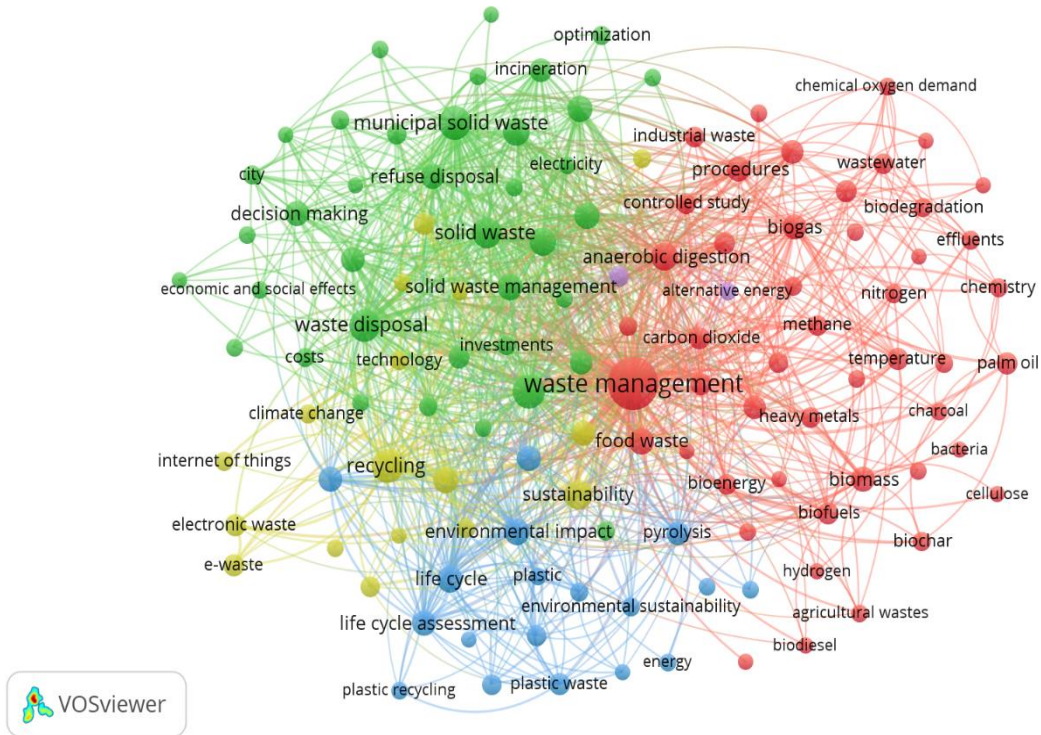 optimization
incineration
chemical oxygen demand
municipal solid waste
industrial waste
electricity
procedures
wastewater
city
refuse disposal
controlled study
biodegradation
decision making
solid waste
biogas
effluents
anaerobic digestion
economic and social effects
solid waste management
alternative energy
nitrogen
chemistry
waste disposal
investments
carbon dioxide
methane
costs
technology
temperature
palm oil
waste management
climate change
food waste
heavy metals
charcoal
internet of things
recycling
bacteria
sustainability
bioenergy
biomass
cellulose
electronic waste
environmental impact
pyrolysis
biofuels
biochar
e-waste
life cycle
plastic
hydrogen
environmental sustainability
agricultural wastes
life cycle assessment
biodiesel
energy
plastic recycling
plastic waste
VOSviewer